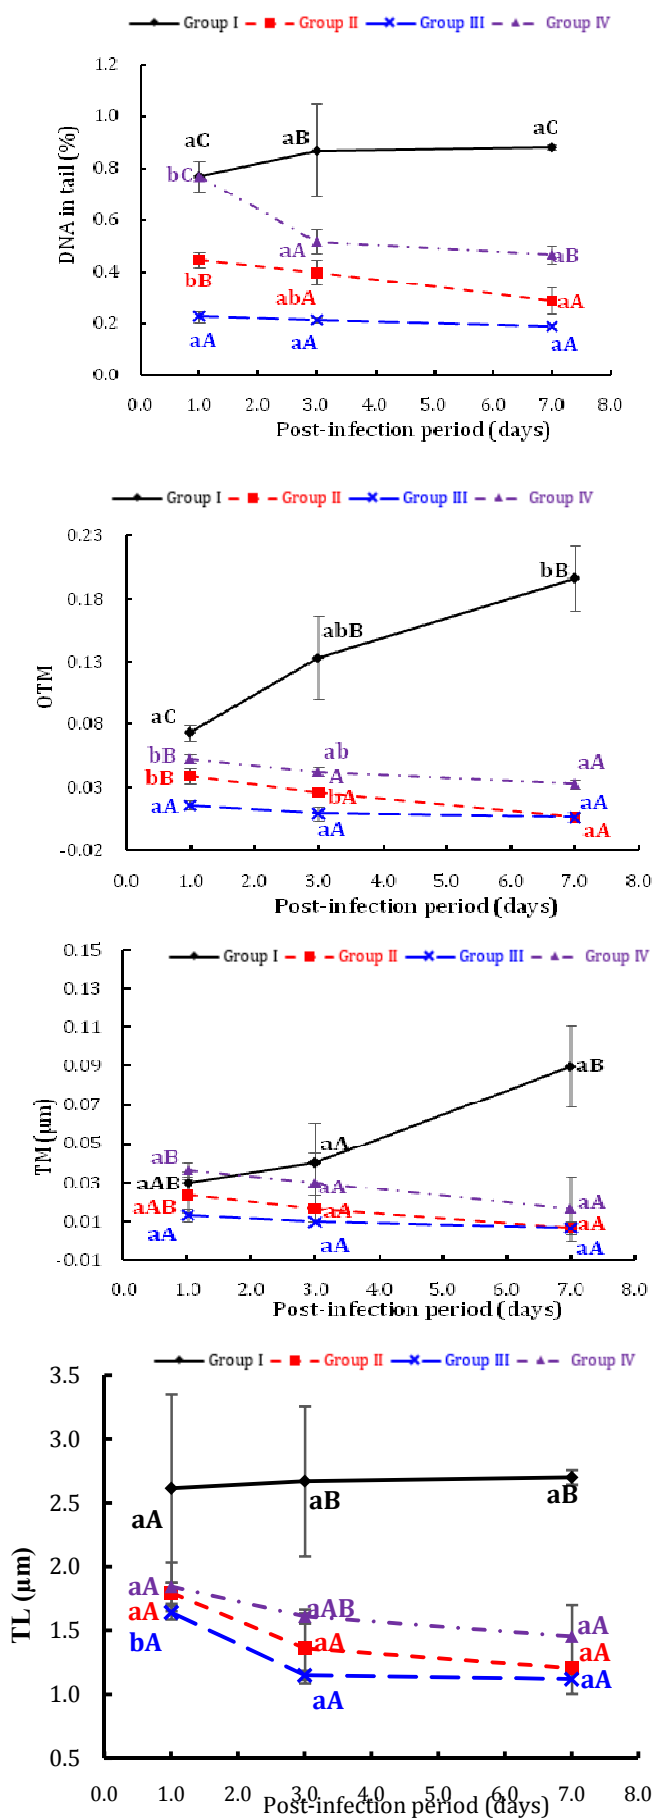 Group I Group II Group III Group IV
1.2
1.0
0.8
0.6
0.4
0.2
0.0
DNA in tail (%)
aC aB aC
bC aA aB
bB abA aA
aA aA aA
0.0 1.0 2.0 3.0 4.0 5.0 6.0 7.0 8.0
Post-infection period (days)
Group I Group II Group III Group IV
0.23
0.18
0.13
0.08
0.03
-0.02
OTM
aC abB bB
bB ab
A aA
bB bA aA
aA aA aA
0.0 1.0 2.0 3.0 4.0 5.0 6.0 7.0 8.0
Post-infection period (days)
Group I Group II Group III Group IV
0.15
0.13
0.11
0.09
0.07
0.05
0.03
0.01
-0.01
TM (µm)
aAB aA aB
aB aA aA
aAB aA aA
aA aA aA
0.0 1.0 2.0 3.0 4.0 5.0 6.0 7.0 8.0
Post-infection period (days)
Group I Group II Group III Group IV
3.5
3.0
2.5
2.0
1.5
1.0
0.5
TL (µm)
aA aB aB
aA aAB aA
aA aA aA
bA aA aA
0.0 1.0 2.0 3.0 4.0 5.0 6.0 7.0 8.0
Post-infection period (days)